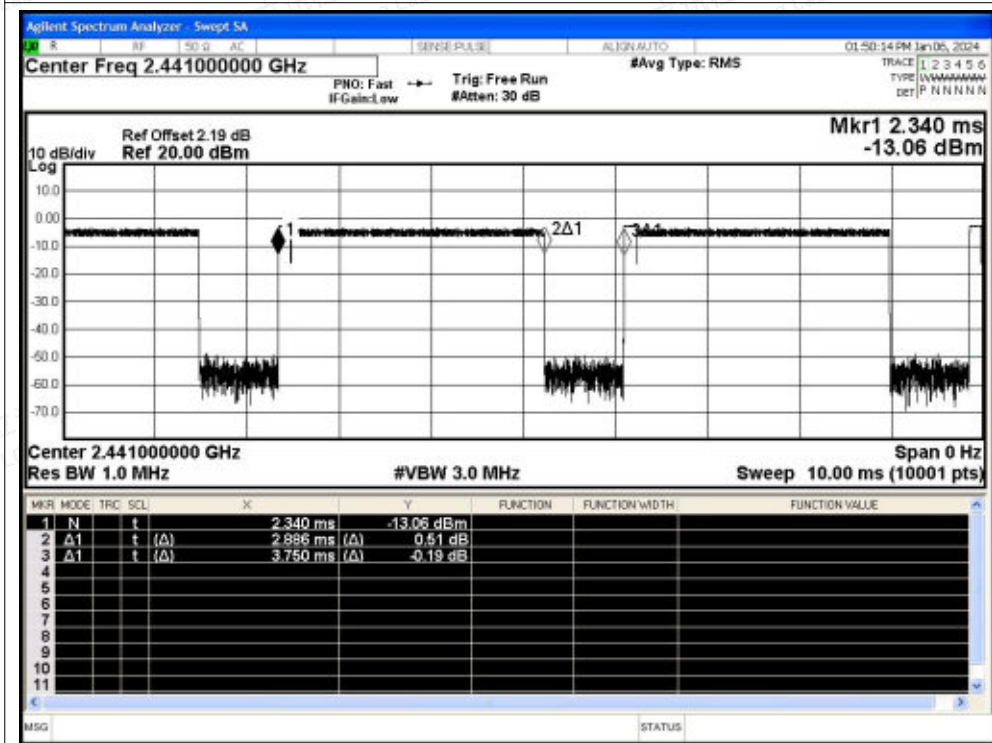 Agilent Spectrum Analyzer - Swept SA
R RF 50 Ω AC SENSE:PULSE ALIGN AUTO 01:50:14 PM Jan 06, 2024
Center Freq 2.441000000 GHz #Avg Type: RMS TRACE 1 2 3 4 5 6
PNO: Fast Trig: Free Run TYPE
IFGain:Low #Atten: 30 dB DET P N N N N N
Mkr1 2.340 ms
Ref Offset 2.19 dB
10 dB/div Ref 20.00 dBm -13.06 dBm
Log
10.0
0.00
1 2Δ1 3Δ1
-10.0
-20.0
-30.0
-40.0
-50.0
-60.0
-70.0
Center 2.441000000 GHz Span 0 Hz
Res BW 1.0 MHz #VBW 3.0 MHz Sweep 10.00 ms (10001 pts)
MKR MODE TRC SCL X Y FUNCTION FUNCTION WIDTH FUNCTION VALUE
1 N t 2.340 ms -13.06 dBm
2 Δ1 t (Δ) 2.886 ms (Δ) 0.51 dB
3 Δ1 t (Δ) 3.750 ms (Δ) -0.19 dB
4
5
6
7
8
9
10
11
MSG STATUS